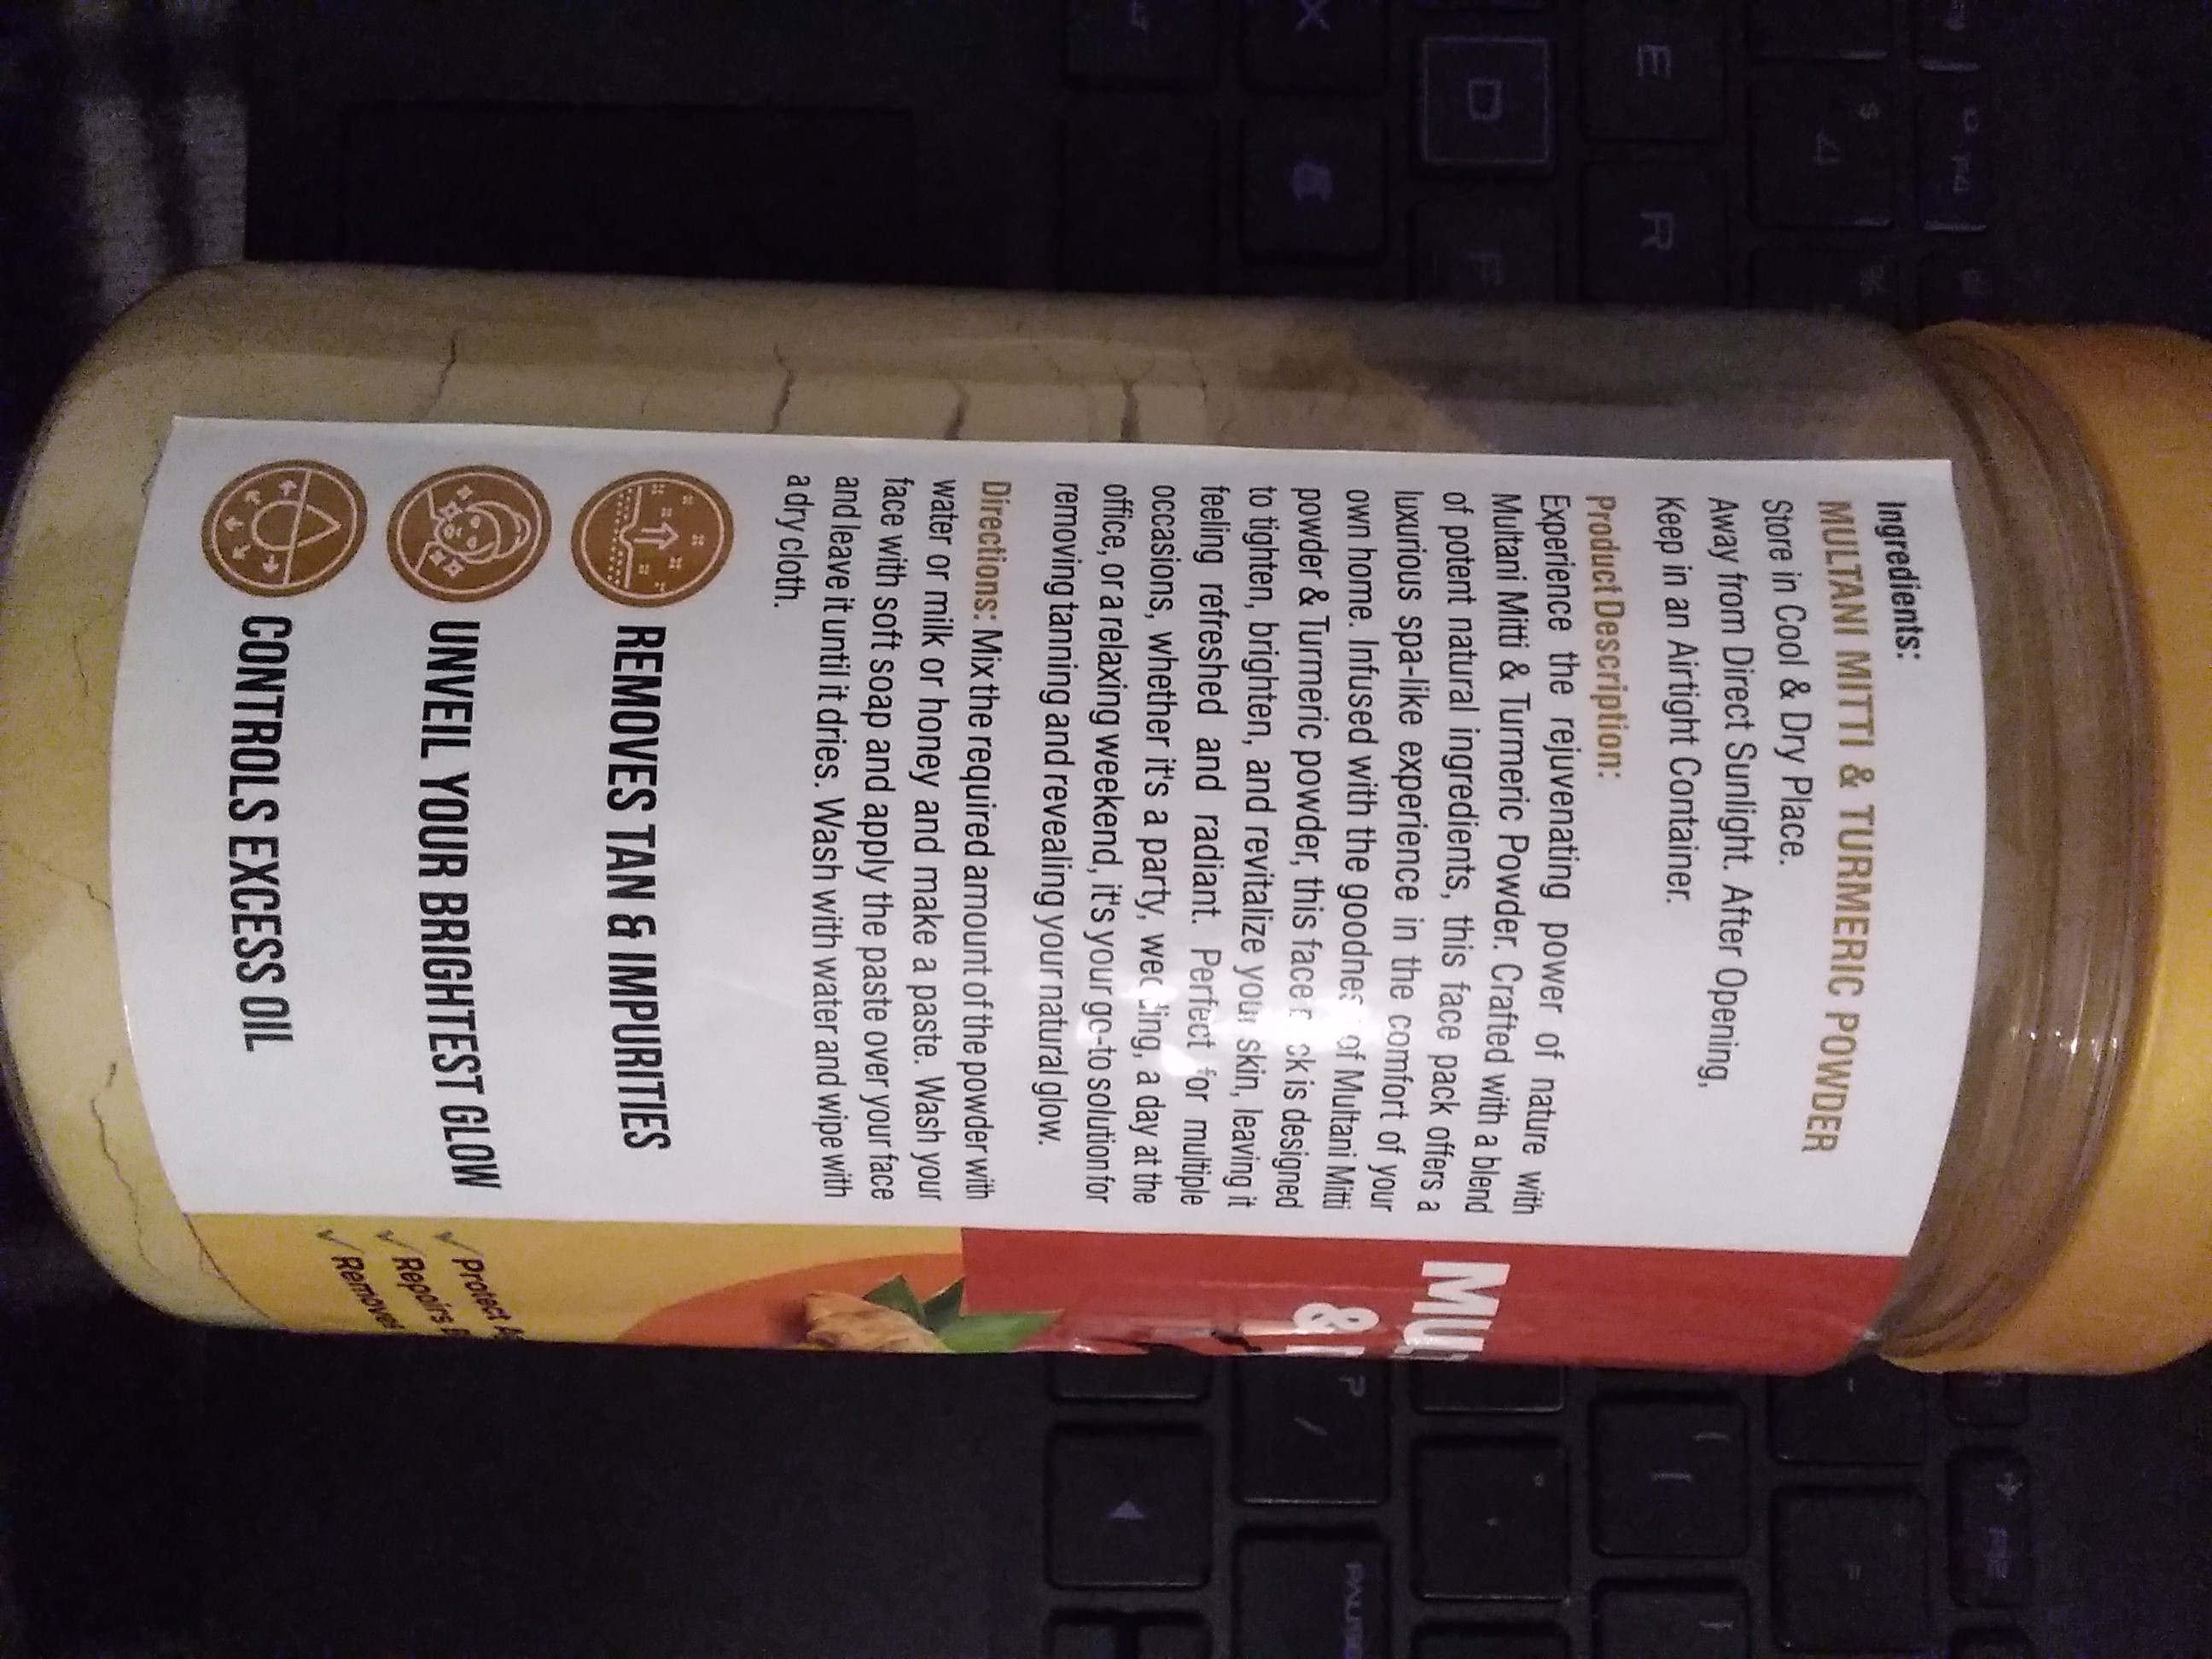 Ingredients:
MULTANI MITTI & TURMERIC POWDER
Store in Cool & Dry Place.
Away from Direct Sunlight. After Opening,
Keep in an Airtight Container.
Product Description:
Experience the rejuvenating power of nature with
Multani Mitti & Turmeric Powder. Crafted with a blend
of potent natural ingredients, this face pack offers a
luxurious spa-like experience in the comfort of your
own home. Infused with the goodness of Multani Mitti
powder & Turmeric powder, this face pack is designed
to tighten, brighten, and revitalize your skin, leaving it
feeling refreshed and radiant. Perfect for multiple
occasions, whether it's a party, wedding, a day at the
office, or a relaxing weekend, it's your go-to solution for
removing tanning and revealing your natural glow.
Directions: Mix the required amount of the powder with
water or milk or honey and make a paste. Wash your
face with soft soap and apply the paste over your face
and leave it until it dries. Wash with water and wipe with
a dry cloth.
REMOVES TAN & IMPURITIES
UNVEIL YOUR BRIGHTEST GLOW
CONTROLS EXCESS OIL
&
✓ Protect
✓ Repairs
✓ Removes
E
R
D
X
F
$
4
P
PAUSE